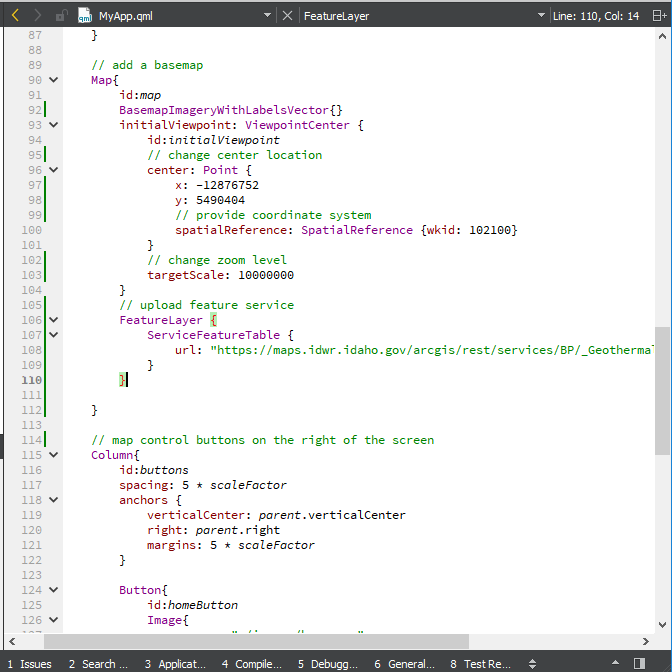 MyApp.qml FeatureLayer Line: 110, Col: 14
87 }
88
89 // add a basemap
90 Map{
91 id:map
92 BasemapImageryWithLabelsVector{}
93 initialViewpoint: ViewpointCenter {
94 id:initialViewpoint
95 // change center location
96 center: Point {
97 x: -12876752
98 y: 5490404
99 // provide coordinate system
100 spatialReference: SpatialReference {wkid: 102100}
101 }
102 // change zoom level
103 targetScale: 10000000
104 }
105 // upload feature service
106 FeatureLayer {
107 ServiceFeatureTable {
108 url: "https://maps.idwr.idaho.gov/arcgis/rest/services/BP/_Geotherma
109 }
110 }
111
112 }
113
114 // map control buttons on the right of the screen
115 Column{
116 id:buttons
117 spacing: 5 * scaleFactor
118 anchors {
119 verticalCenter: parent.verticalCenter
120 right: parent.right
121 margins: 5 * scaleFactor
122 }
123
124 Button{
125 id:homeButton
126 Image{
1 Issues 2 Search ... 3 Applicat... 4 Compile... 5 Debugg... 6 General... 8 Test Re...